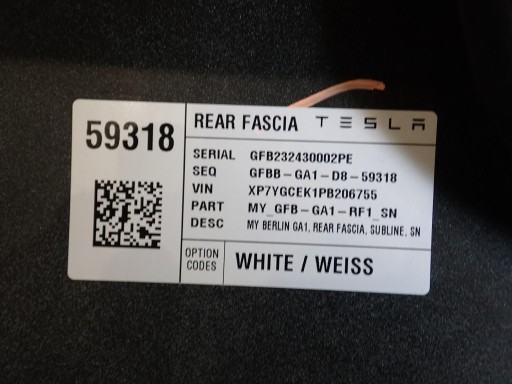 59318
REAR FASCIA TESLA
SERIAL GFB232430002PE
SEQ GFBB-GA1-D8-59318
VIN XP7YGCEK1PB206755
PART MY_GFB-GA1-RF1_SN
DESC MY BERLIN GA1, REAR FASCIA, SUBLINE, SN
OPTION CODES WHITE / WEISS